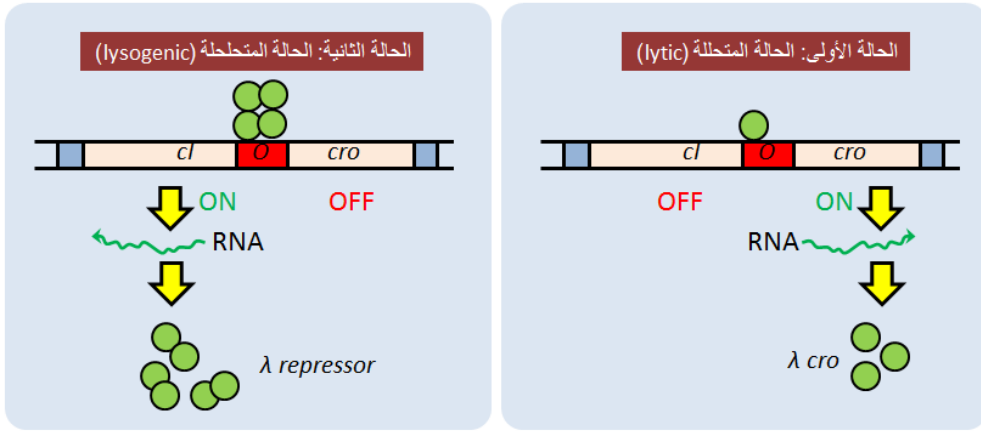 الحالة الأولى: الحالة المتحللة (lytic)
cI O cro
OFF ON
RNA
λ cro
الحالة الثانية: الحالة المتحلحلة (lysogenic)
cI O cro
ON OFF
RNA
λ repressor